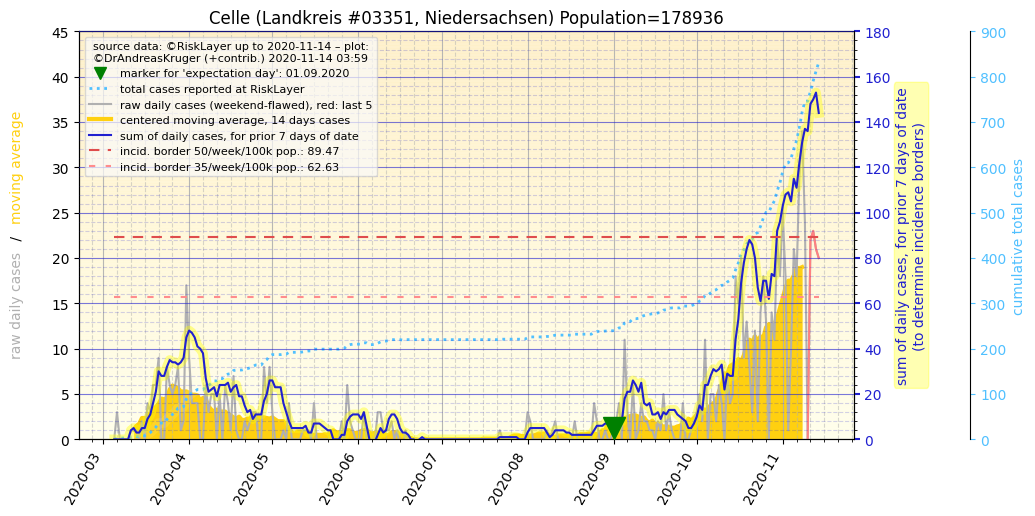 Celle (Landkreis #03351, Niedersachsen) Population=178936
source data: ©RiskLayer up to 2020-11-14 – plot:
©DrAndreasKruger (+contrib.) 2020-11-14 03:59
marker for 'expectation day': 01.09.2020
total cases reported at RiskLayer
raw daily cases (weekend-flawed), red: last 5
centered moving average, 14 days cases
sum of daily cases, for prior 7 days of date
incid. border 50/week/100k pop.: 89.47
incid. border 35/week/100k pop.: 62.63
raw daily cases / moving average
45
40
35
30
25
20
15
10
5
0
2020-03
2020-04
2020-05
2020-06
2020-07
2020-08
2020-09
2020-10
2020-11
180
160
140
120
100
80
60
40
20
0
sum of daily cases, for prior 7 days of date
(to determine incidence borders)
900
800
700
600
500
400
300
200
100
0
cumulative total cases